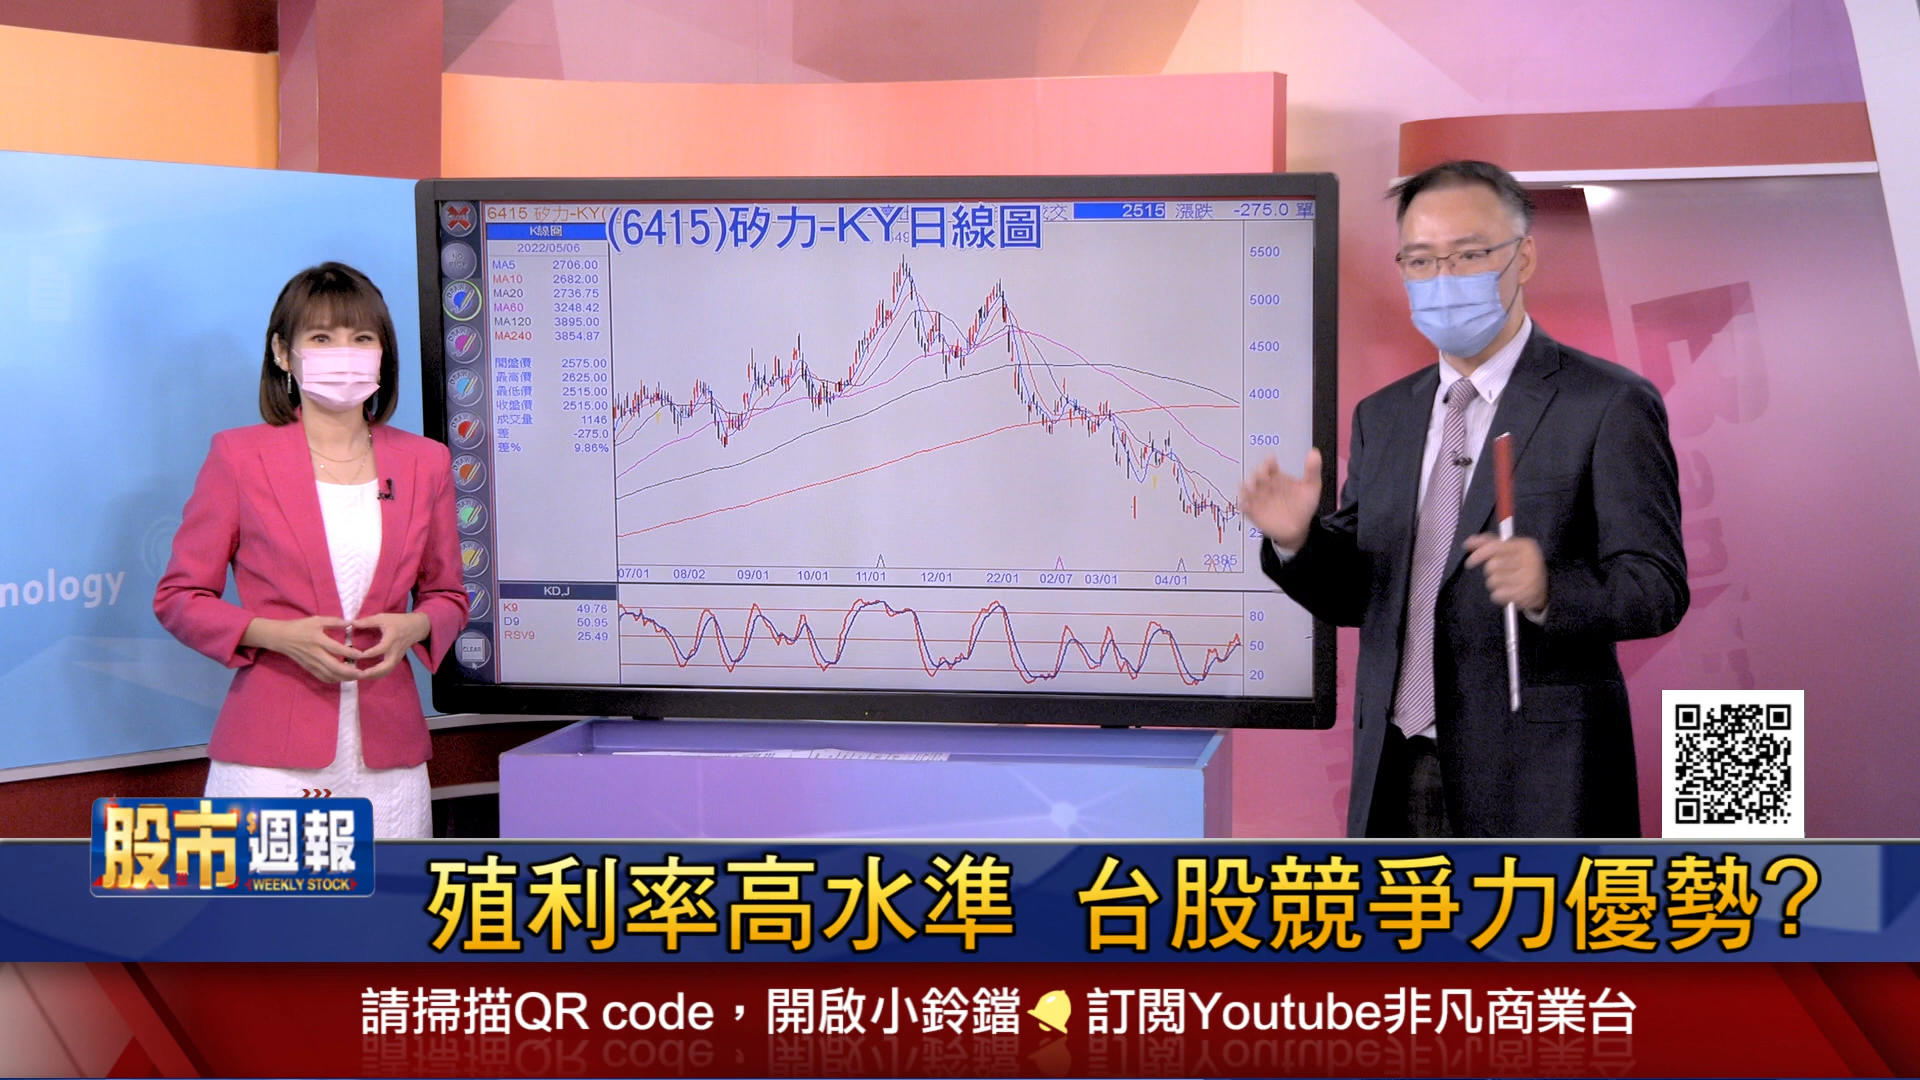 6415 矽力-KY
(6415)矽力-KY日線圖
成交 2515 漲跌 -275.0 單
K線圖
2022/05/06
MA5 2706.00
MA10 2682.00
MA20 2736.75
MA60 3248.42
MA120 3895.00
MA240 3854.87
開盤價 2575.00
最高價 2625.00
最低價 2515.00
收盤價 2515.00
成交量 1146
差 -275.0
差% 9.86%
5500
5000
4500
4000
3500
2385
07/01 08/02 09/01 10/01 11/01 12/01 22/01 02/07 03/01 04/01
KD,J
K9 49.76
D9 50.95
RSV9 25.49
80
50
20
CLEAR
nology
股市週報
WEEKLY STOCK
殖利率高水準 台股競爭力優勢?
請掃描QR code，開啟小鈴鐺 訂閱Youtube非凡商業台